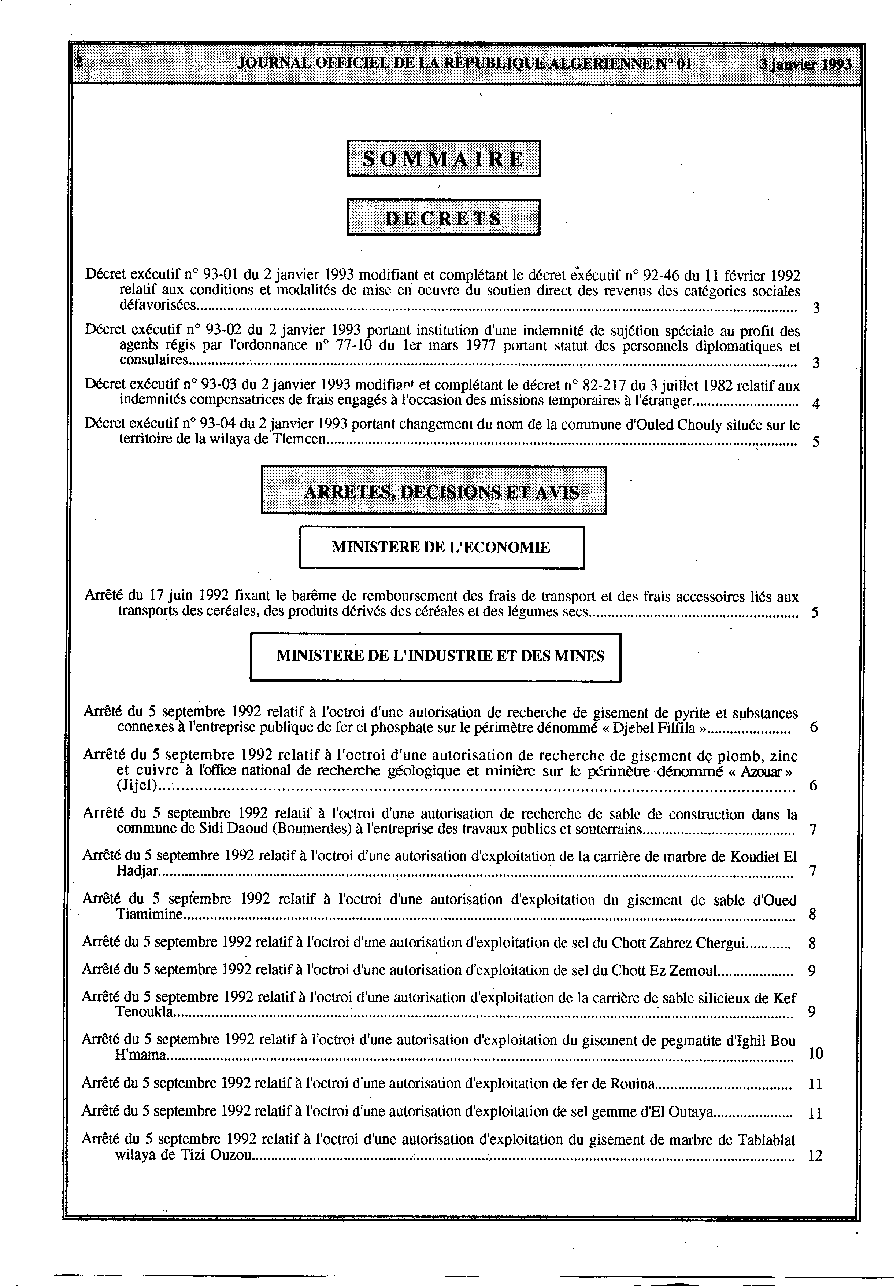 2 JOURNAL OFFICIEL DE LA REPUBLIQUE ALGERIENNE N° 01 3 janvier 1993
SOMMAIRE
DECRETS
Décret exécutif n° 93-01 du 2 janvier 1993 modifiant et complétant le décret exécutif n° 92-46 du 11 février 1992
relatif aux conditions et modalités de mise en oeuvre du soutien direct des revenus des catégories sociales
défavorisées.......... 3
Décret exécutif n° 93-02 du 2 janvier 1993 portant institution d'une indemnité de sujétion spéciale au profit des
agents régis par l'ordonnance n° 77-10 du 1er mars 1977 portant statut des personnels diplomatiques et
consulaires.......... 3
Décret exécutif n° 93-03 du 2 janvier 1993 modifiant et complétant le décret n° 82-217 du 3 juillet 1982 relatif aux
indemnités compensatrices de frais engagés à l'occasion des missions temporaires à l'étranger.......... 4
Décret exécutif n° 93-04 du 2 janvier 1993 portant changement du nom de la commune d'Ouled Chouly située sur le
territoire de la wilaya de Tlemcen.......... 5
ARRETES, DECISIONS ET AVIS
MINISTERE DE L'ECONOMIE
Arrêté du 17 juin 1992 fixant le barême de remboursement des frais de transport et des frais accessoires liés aux
transports des ceréales, des produits dérivés des céréales et des légumes secs.......... 5
MINISTERE DE L'INDUSTRIE ET DES MINES
Arrêté du 5 septembre 1992 relatif à l'octroi d'une autorisation de recherche de gisement de pyrite et substances
connexes à l'entreprise publique de fer et phosphate sur le périmètre dénommé « Djebel Filfila ».......... 6
Arrêté du 5 septembre 1992 relatif à l'octroi d'une autorisation de recherche de gisement de plomb, zinc
et cuivre à l'office national de recherche géologique et minière sur le périmètre dénommé « Azouar »
(Jijel).......... 6
Arrêté du 5 septembre 1992 relatif à l'octroi d'une autorisation de recherche de sable de construction dans la
commune de Sidi Daoud (Boumerdes) à l'entreprise des travaux publics et souterrains.......... 7
Arrêté du 5 septembre 1992 relatif à l'octroi d'une autorisation d'exploitation de la carrière de marbre de Koudiet El
Hadjar.......... 7
Arrêté du 5 septembre 1992 relatif à l'octroi d'une autorisation d'exploitation du gisement de sable d'Oued
Tiamimine.......... 8
Arrêté du 5 septembre 1992 relatif à l'octroi d'une autorisation d'exploitation de sel du Chott Zahrez Chergui.......... 8
Arrêté du 5 septembre 1992 relatif à l'octroi d'une autorisation d'exploitation de sel du Chott Ez Zemoul.......... 9
Arrêté du 5 septembre 1992 relatif à l'octroi d'une autorisation d'exploitation de la carrière de sable silicieux de Kef
Tenoukla.......... 9
Arrêté du 5 septembre 1992 relatif à l'octroi d'une autorisation d'exploitation du gisement de pegmatite d'Ighil Bou
H'mama.......... 10
Arrêté du 5 septembre 1992 relatif à l'octroi d'une autorisation d'exploitation de fer de Rouina.......... 11
Arrêté du 5 septembre 1992 relatif à l'octroi d'une autorisation d'exploitation de sel gemme d'El Outaya.......... 11
Arrêté du 5 septembre 1992 relatif à l'octroi d'une autorisation d'exploitation du gisement de marbre de Tablablat
wilaya de Tizi Ouzou.......... 12